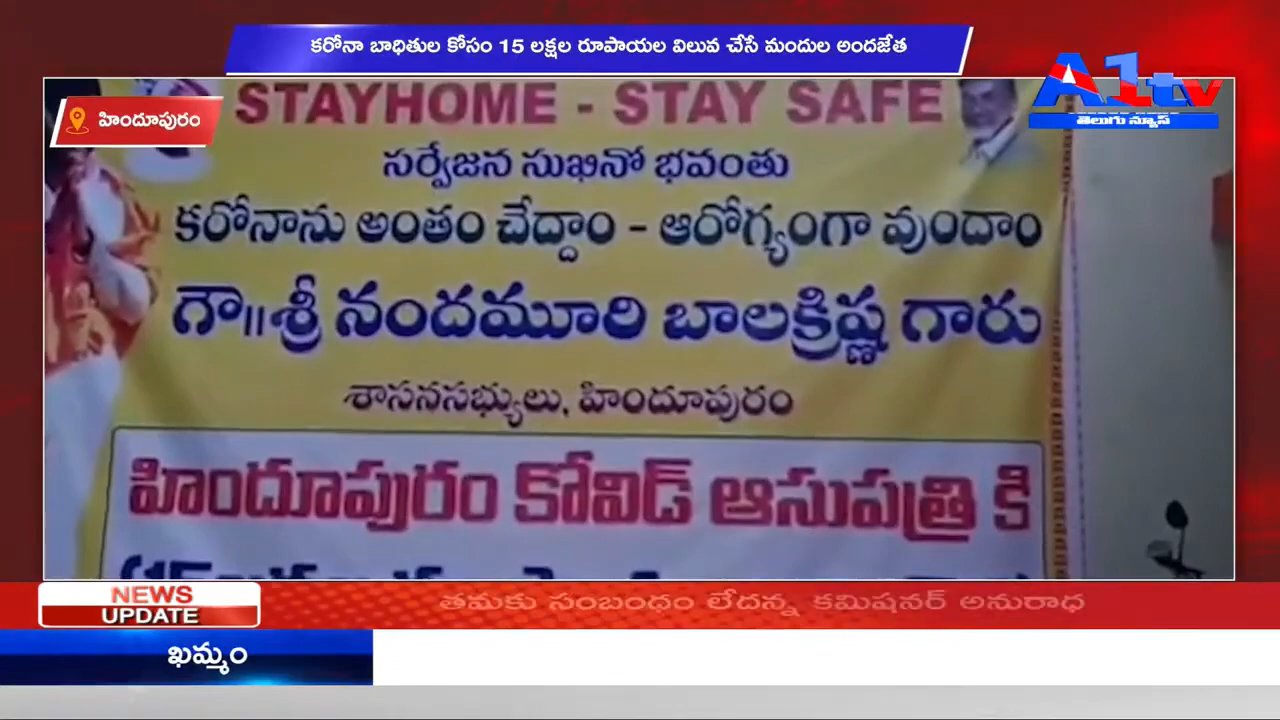 కరోనా బాధితుల కోసం 15 లక్షల రూపాయల విలువ చేసే మందుల అందజేత
A1tv
తెలుగు న్యూస్
హిందూపురం
STAYHOME - STAY SAFE
సర్వేజన సుఖినో భవంతు
కరోనాను అంతం చేద్దాం - ఆరోగ్యంగా వుందాం
గౌ॥శ్రీ నందమూరి బాలక్రిష్ణ గారు
శాసనసభ్యులు, హిందూపురం
హిందూపురం కోవిడ్ ఆసుపత్రి కి
NEWS
UPDATE
తమకు సంబంధం లేదన్న కమిషనర్ అనురాధ
ఖమ్మం